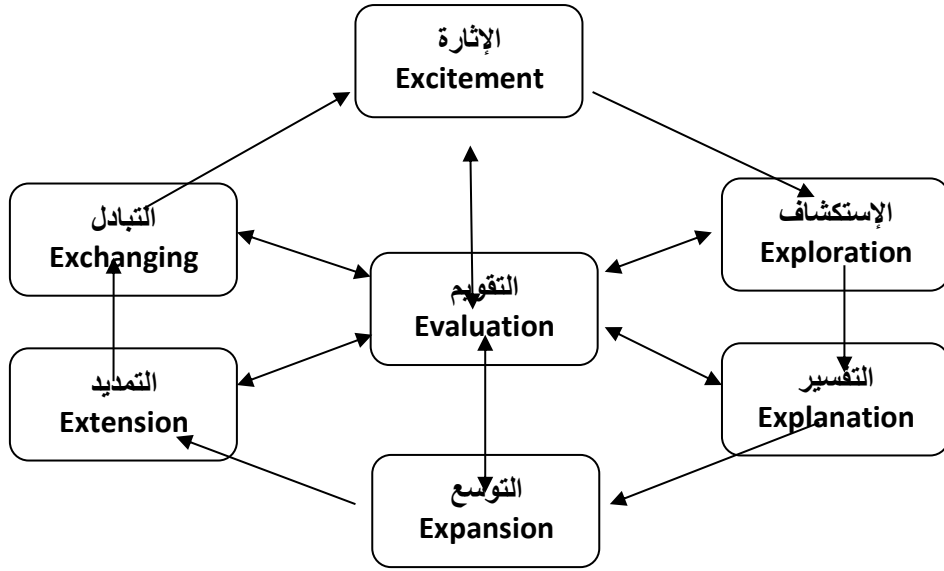 الإثارة
Excitement
التبادل
Exchanging
الإستكشاف
Exploration
التقويم
Evaluation
التمديد
Extension
التفسير
Explanation
التوسع
Expansion